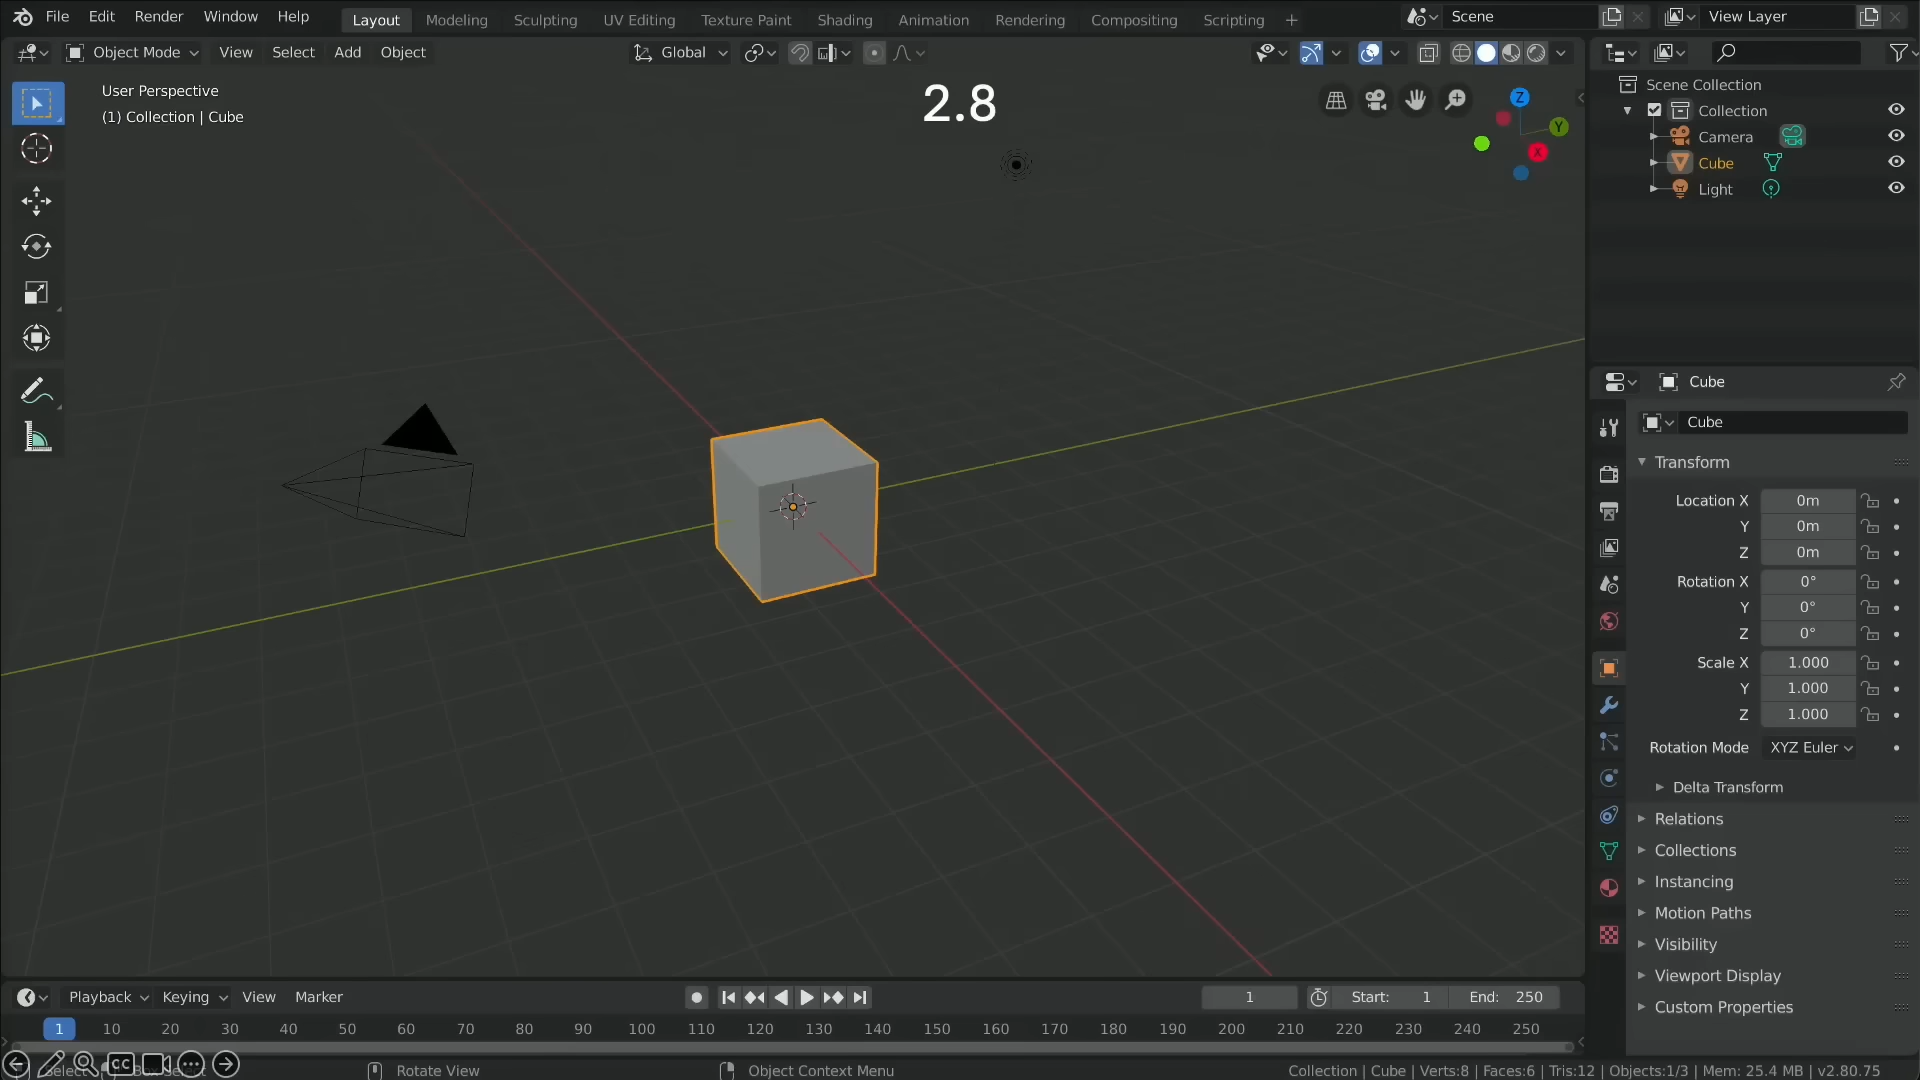 File Edit Render Window Help Layout Modeling Sculpting UV Editing Texture Paint Shading Animation Rendering Compositing Scripting + Scene View Layer
Object Mode View Select Add Object Global
User Perspective
(1) Collection | Cube
2.8
Z
Y
X
Scene Collection
Collection
Camera
Cube
Light
Cube
Cube
Transform
Location X 0m
Y 0m
Z 0m
Rotation X 0°
Y 0°
Z 0°
Scale X 1.000
Y 1.000
Z 1.000
Rotation Mode XYZ Euler
Delta Transform
Relations
Collections
Instancing
Motion Paths
Visibility
Viewport Display
Custom Properties
Playback Keying View Marker 1 Start: 1 End: 250
1 10 20 30 40 50 60 70 80 90 100 110 120 130 140 150 160 170 180 190 200 210 220 230 240 250
Select CC Rotate View Object Context Menu Collection | Cube | Verts:8 | Faces:6 | Tris:12 | Objects:1/3 | Mem: 25.4 MB | v2.80.75